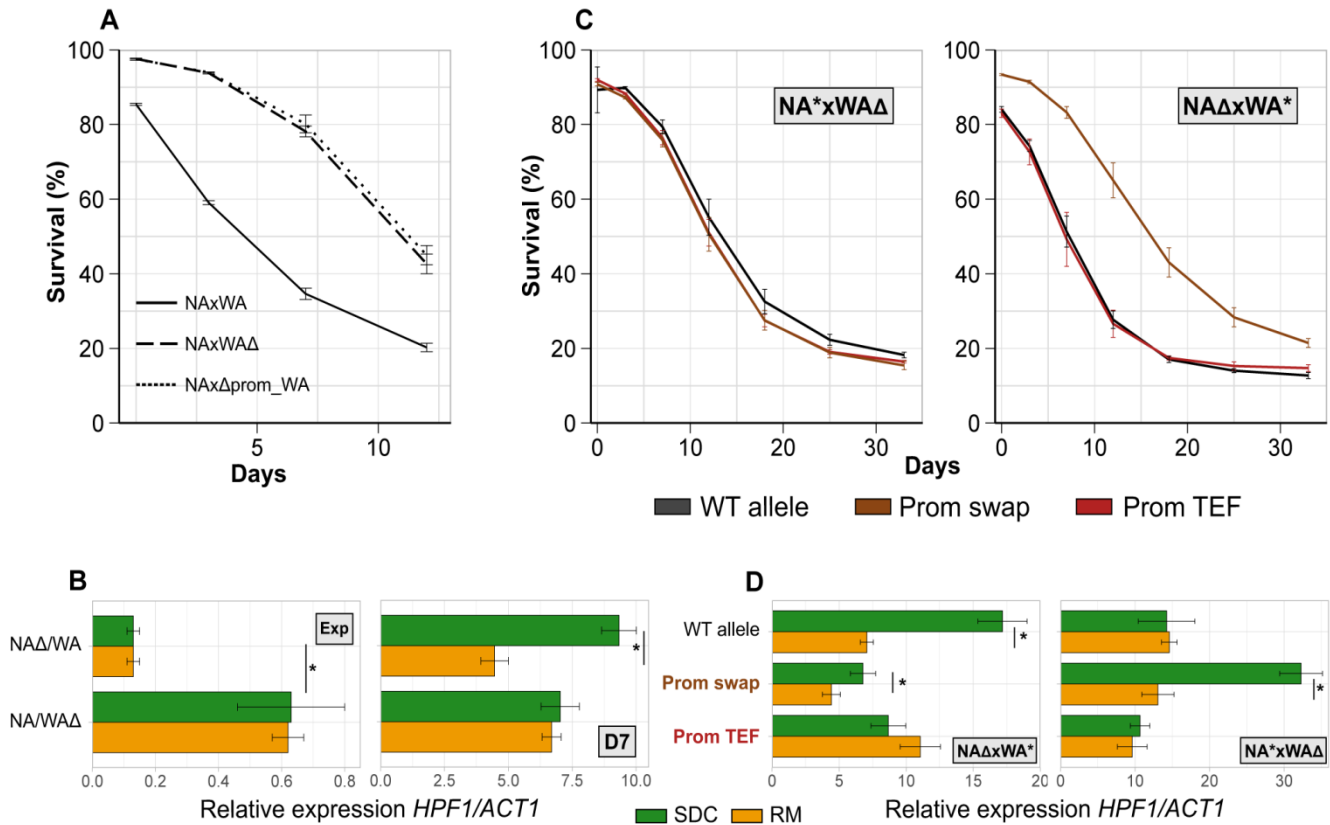 A
Survival (%)
100
80
60
40
20
0
NAxWA
NAxWAΔ
NAxΔprom_WA
5
10
Days
C
Survival (%)
100
80
60
40
20
0
NA*xWAΔ
0
10
20
30
100
80
60
40
20
0
NAΔxWA*
0
10
20
30
Days
WT allele
Prom swap
Prom TEF
B
NAΔ/WA
NA/WAΔ
Exp
*
0.0
0.2
0.4
0.6
0.8
*
D7
0.0
2.5
5.0
7.5
10.0
Relative expression HPF1/ACT1
SDC
RM
D
WT allele
Prom swap
Prom TEF
*
*
NAΔxWA*
0
5
10
15
20
*
NA*xWAΔ
0
10
20
30
Relative expression HPF1/ACT1